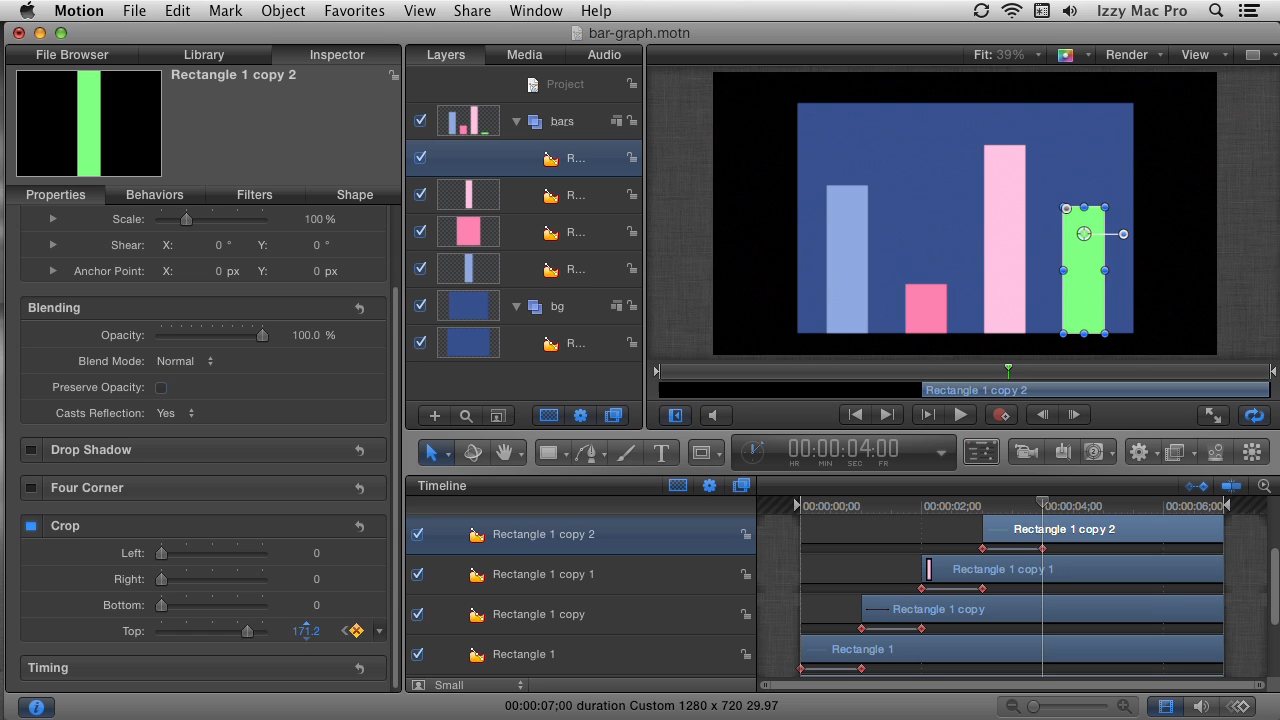 Motion File Edit Mark Object Favorites View Share Window Help Izzy Mac Pro
bar-graph.motn
File Browser Library Inspector
Layers Media Audio
Fit: 39% Render View
Rectangle 1 copy 2
Project
bars
R...
R...
R...
R...
bg
R...
Properties Behaviors Filters Shape
Scale: 100 %
Shear: X: 0 ° Y: 0 °
Anchor Point: X: 0 px Y: 0 px
Blending
Opacity: 100.0 %
Blend Mode: Normal
Preserve Opacity:
Casts Reflection: Yes
Drop Shadow
Four Corner
Crop
Left: 0
Right: 0
Bottom: 0
Top: 171.2
Timing
Rectangle 1 copy 2
T
00:00:04:00
HR MIN SEC FR
Timeline
00:00:00;00 00:00:02;00 00:00:04;00 00:00:06;00
Rectangle 1 copy 2 Rectangle 1 copy 2
Rectangle 1 copy 1 Rectangle 1 copy 1
Rectangle 1 copy Rectangle 1 copy
Rectangle 1 Rectangle 1
Small
00:00:07;00 duration Custom 1280 x 720 29.97